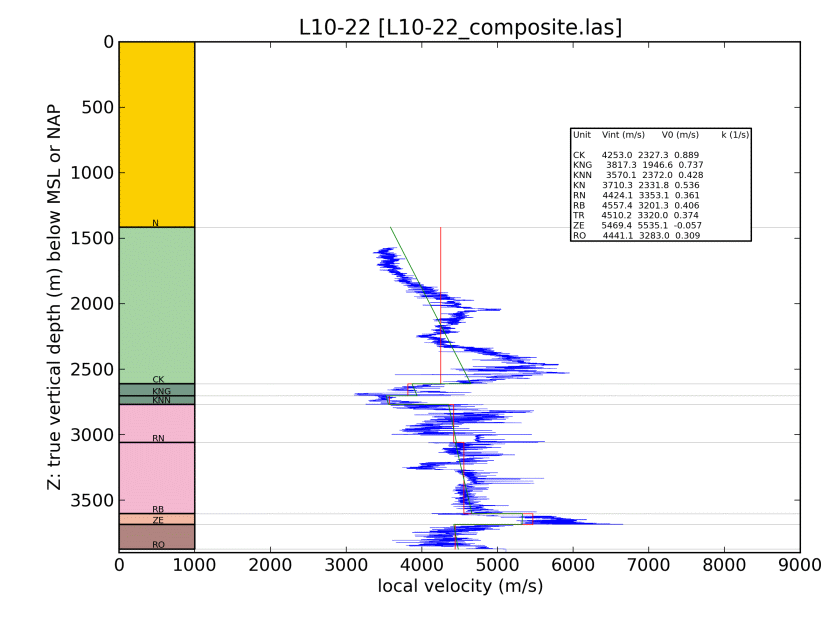 L10-22 [L10-22_composite.las]
Z: true vertical depth (m) below MSL or NAP
0
500
1000
1500
2000
2500
3000
3500
N
CK
KNG
KNN
RN
RB
ZE
RO
Unit Vint (m/s) V0 (m/s) k (1/s)
CK 4253.0 2327.3 0.889
KNG 3817.3 1946.6 0.737
KNN 3570.1 2372.0 0.428
KN 3710.3 2331.8 0.536
RN 4424.1 3353.1 0.361
RB 4557.4 3201.3 0.406
TR 4510.2 3320.0 0.374
ZE 5469.4 5535.1 -0.057
RO 4441.1 3283.0 0.309
0 1000 2000 3000 4000 5000 6000 7000 8000 9000
local velocity (m/s)